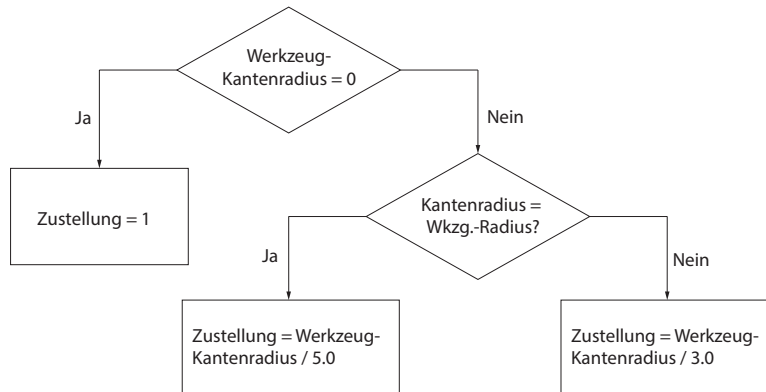 Werkzeug-
Kantenradius = 0
Ja
Nein
Zustellung = 1
Kantenradius =
Wkzg.-Radius?
Ja
Nein
Zustellung = Werkzeug-
Kantenradius / 5.0
Zustellung = Werkzeug-
Kantenradius / 3.0